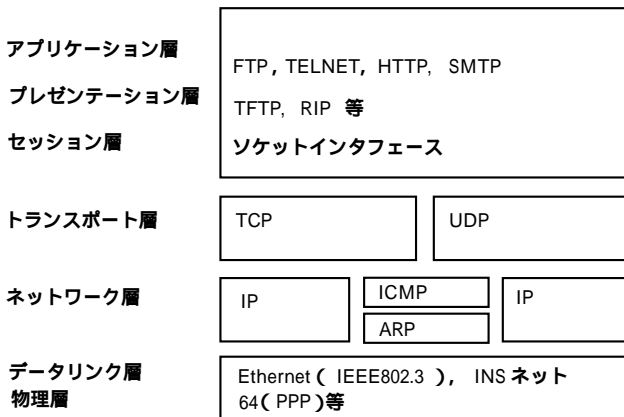 アプリケーション層
プレゼンテーション層
セッション層
FTP, TELNET, HTTP, SMTP
TFTP, RIP 等
ソケットインタフェース
トランスポート層
TCP
UDP
ネットワーク層
IP
ICMP
ARP
IP
データリンク層
物理層
Ethernet( IEEE802.3 ), INSネット
64(PPP)等